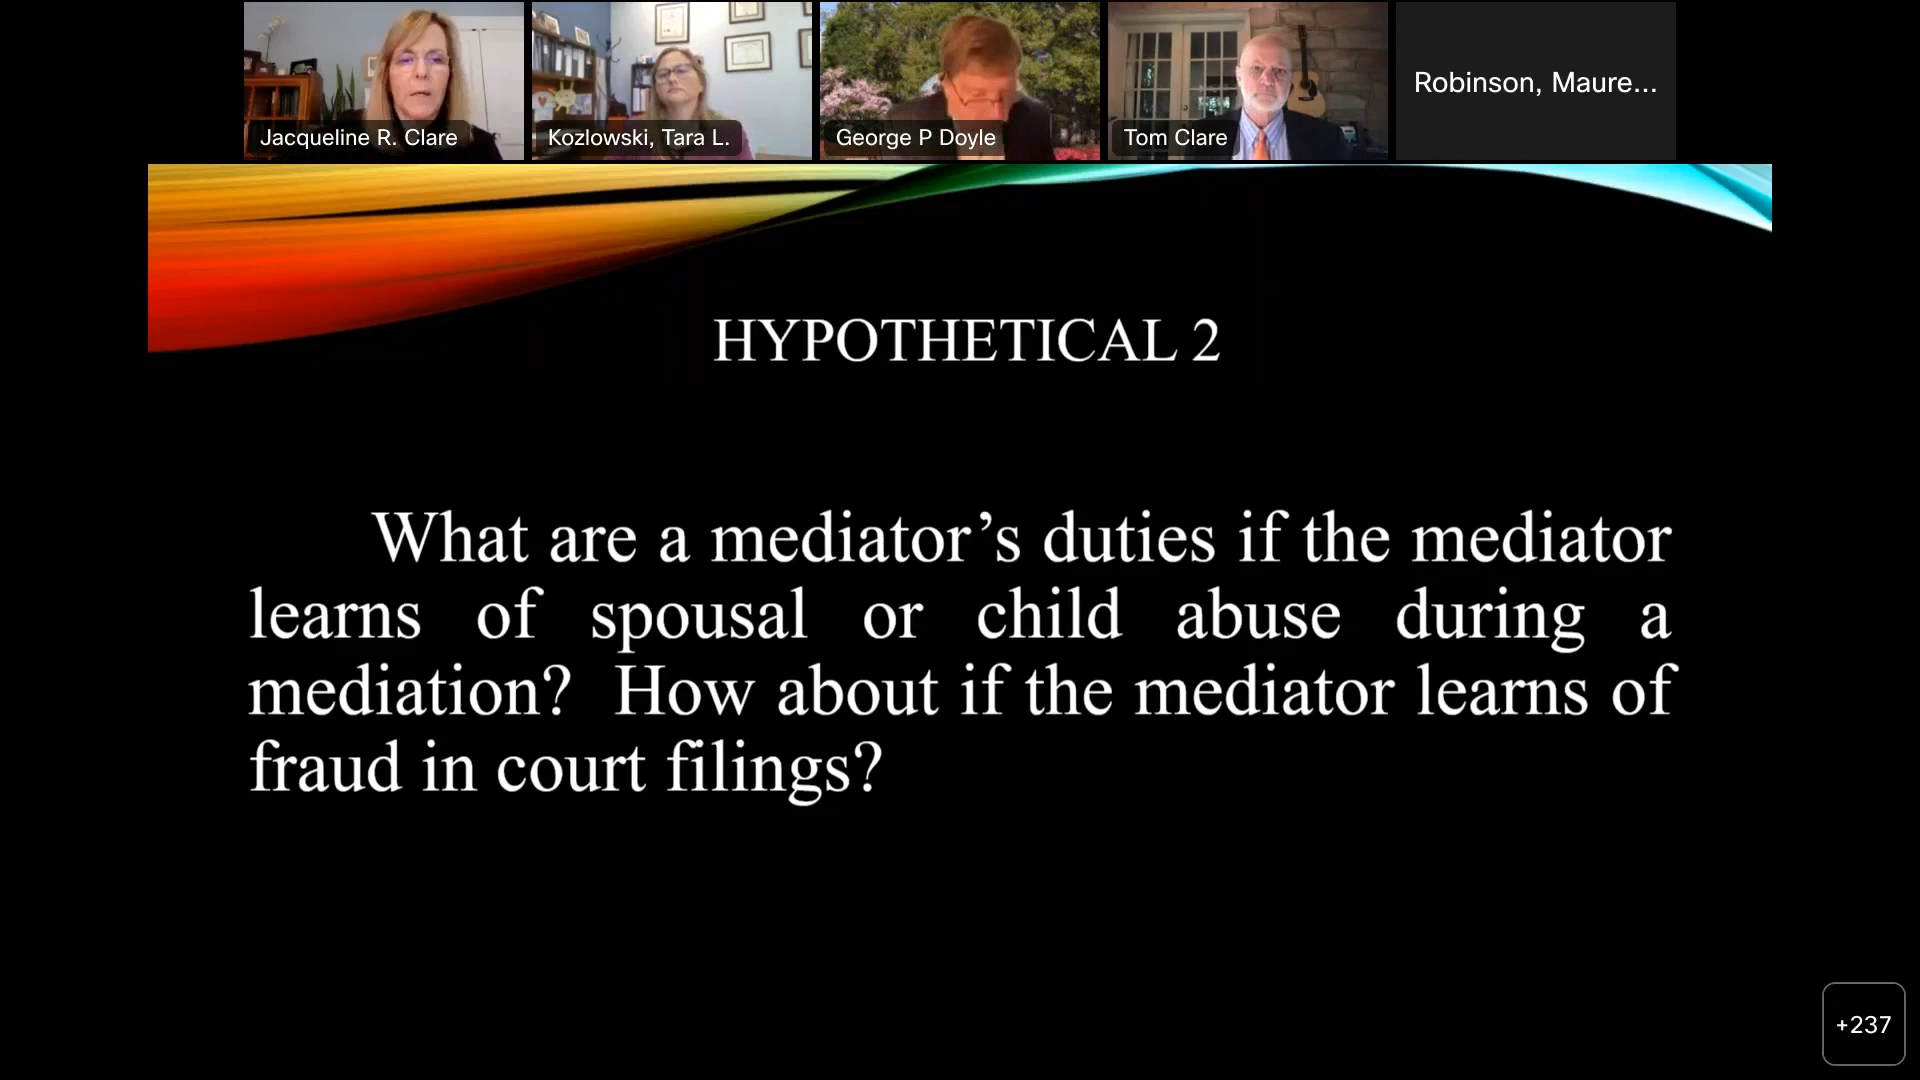 Jacqueline R. Clare
Kozlowski, Tara L.
George P Doyle
Tom Clare
Robinson, Maure...
HYPOTHETICAL 2
What are a mediator’s duties if the mediator
learns of spousal or child abuse during a
mediation? How about if the mediator learns of
fraud in court filings?
+237